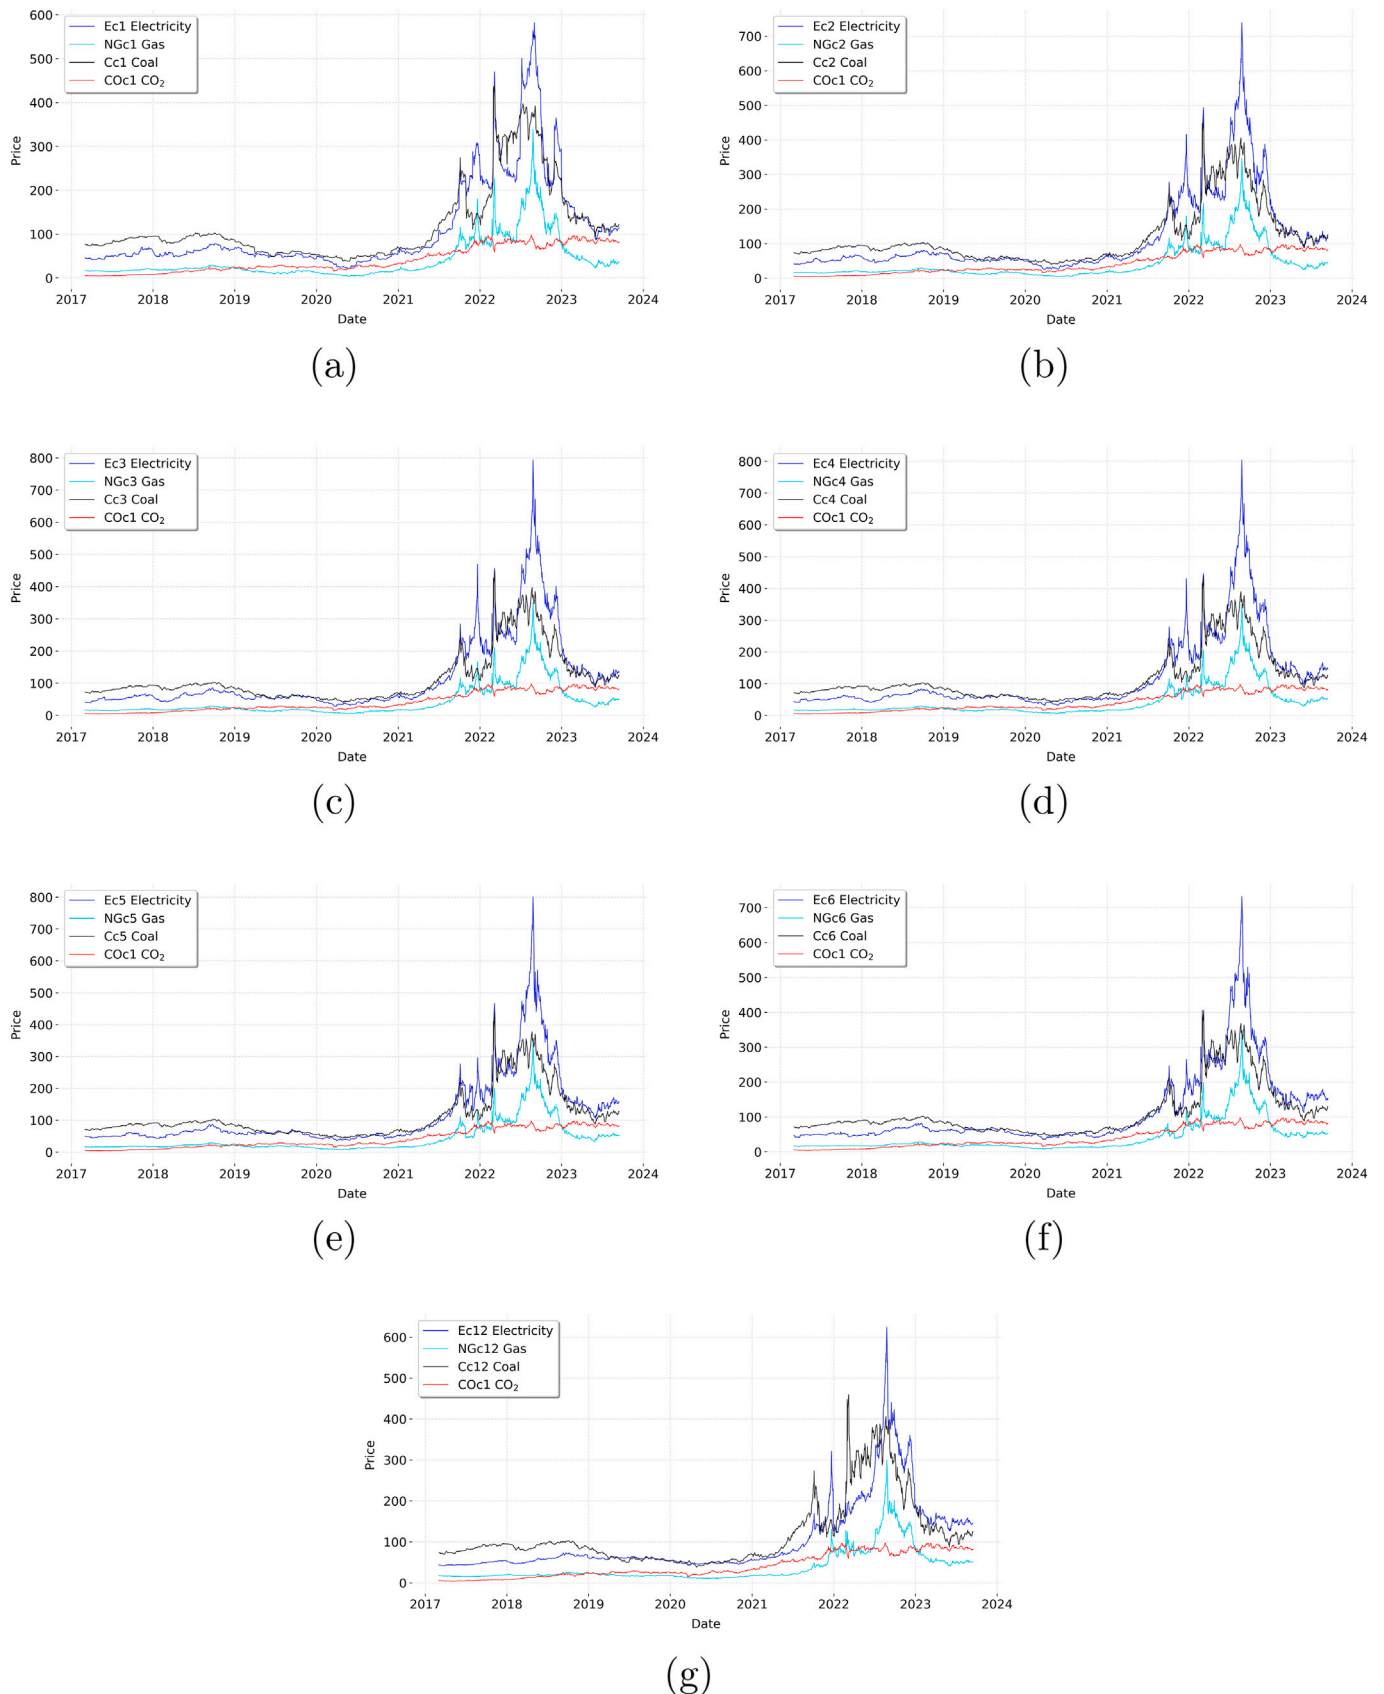 Ec1 Electricity
NGc1 Gas
Cc1 Coal
COc1 CO₂
600
500
400
300
200
100
0
Price
2017 2018 2019 2020 2021 2022 2023 2024
Date
(a)
Ec2 Electricity
NGc2 Gas
Cc2 Coal
COc1 CO₂
700
600
500
400
300
200
100
0
Price
2017 2018 2019 2020 2021 2022 2023 2024
Date
(b)
Ec3 Electricity
NGc3 Gas
Cc3 Coal
COc1 CO₂
800
700
600
500
400
300
200
100
0
Price
2017 2018 2019 2020 2021 2022 2023 2024
Date
(c)
Ec4 Electricity
NGc4 Gas
Cc4 Coal
COc1 CO₂
800
700
600
500
400
300
200
100
0
Price
2017 2018 2019 2020 2021 2022 2023 2024
Date
(d)
Ec5 Electricity
NGc5 Gas
Cc5 Coal
COc1 CO₂
800
700
600
500
400
300
200
100
0
Price
2017 2018 2019 2020 2021 2022 2023 2024
Date
(e)
Ec6 Electricity
NGc6 Gas
Cc6 Coal
COc1 CO₂
700
600
500
400
300
200
100
0
Price
2017 2018 2019 2020 2021 2022 2023 2024
Date
(f)
Ec12 Electricity
NGc12 Gas
Cc12 Coal
COc1 CO₂
600
500
400
300
200
100
0
Price
2017 2018 2019 2020 2021 2022 2023 2024
Date
(g)